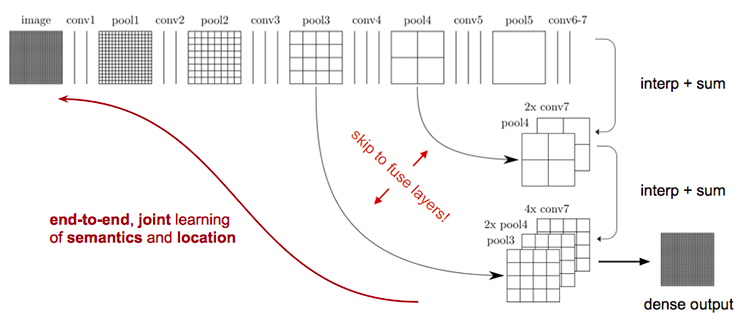 image conv1 pool1 conv2 pool2 conv3 pool3 conv4 pool4 conv5 pool5 conv6-7
interp + sum
2x conv7
pool4
skip to fuse layers!
interp + sum
end-to-end, joint learning
of semantics and location
4x conv7
2x pool4
pool3
dense output